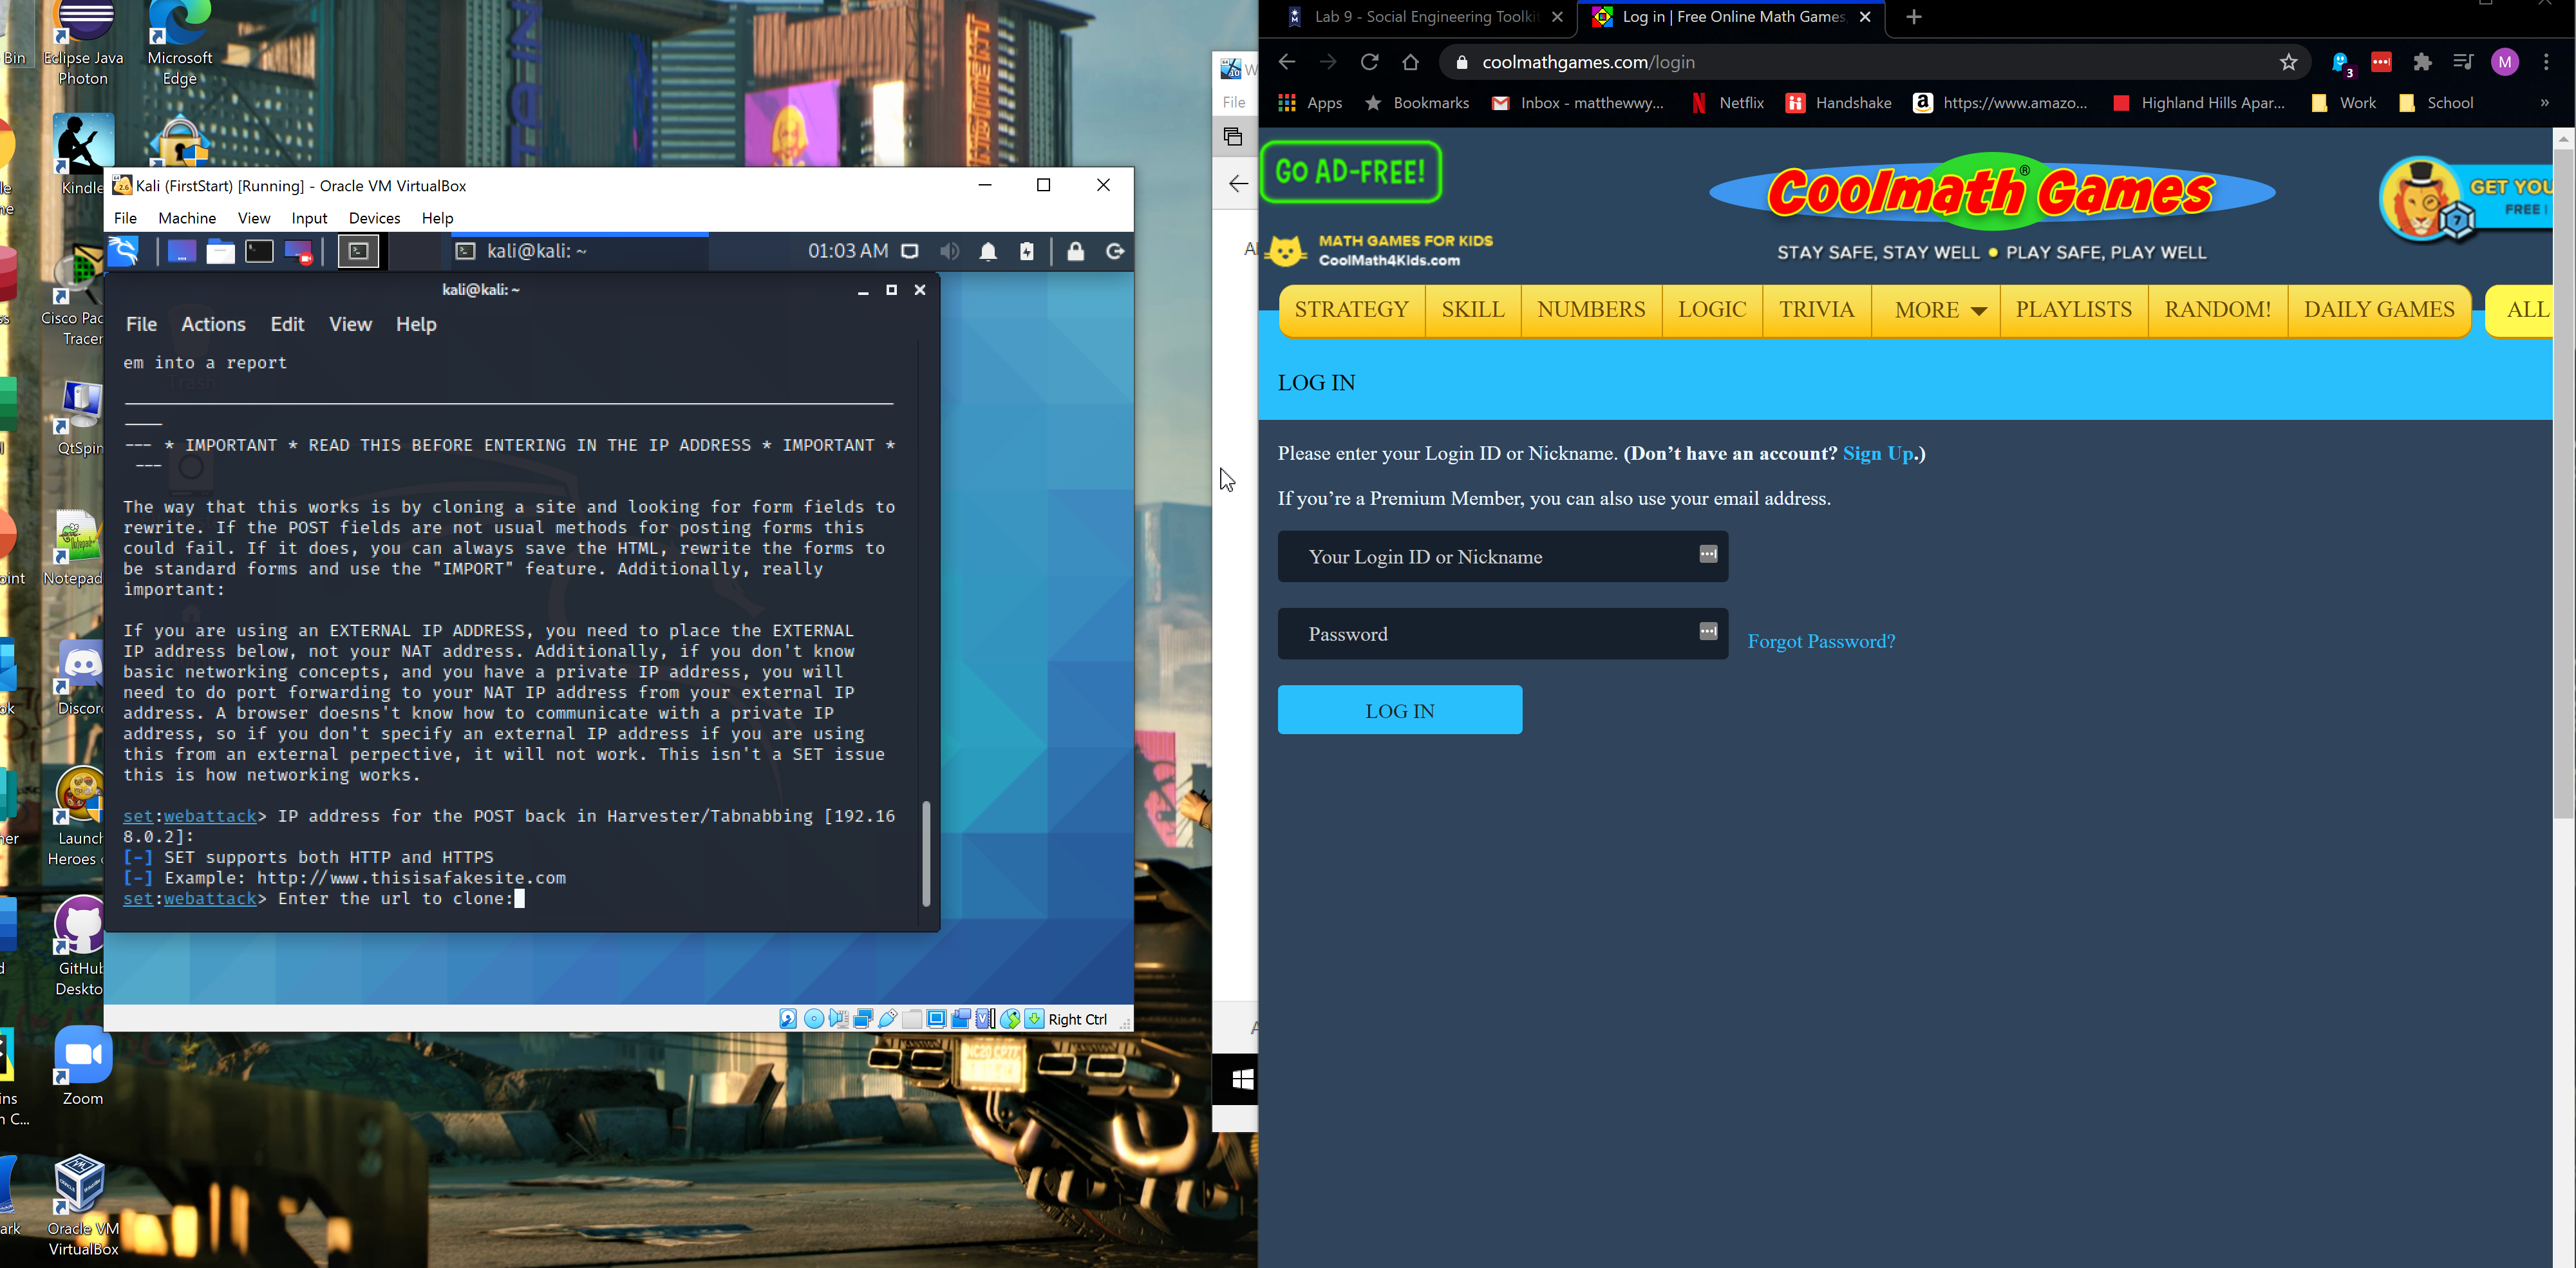 Bin
Eclipse Java
Photon
Microsoft
Edge
Kindle
Cisco Pac
Tracer
QtSpin
Notepad
Discord
Launch
Heroes
GitHub
Deskto
Zoom
Oracle VM
VirtualBox
Kali (FirstStart) [Running] - Oracle VM VirtualBox
File Machine View Input Devices Help
kali@kali: ~
01:03 AM
kali@kali: ~
File Actions Edit View Help
em into a report
--- * IMPORTANT * READ THIS BEFORE ENTERING IN THE IP ADDRESS * IMPORTANT *
---
The way that this works is by cloning a site and looking for form fields to
rewrite. If the POST fields are not usual methods for posting forms this
could fail. If it does, you can always save the HTML, rewrite the forms to
be standard forms and use the "IMPORT" feature. Additionally, really
important:
If you are using an EXTERNAL IP ADDRESS, you need to place the EXTERNAL
IP address below, not your NAT address. Additionally, if you don't know
basic networking concepts, and you have a private IP address, you will
need to do port forwarding to your NAT IP address from your external IP
address. A browser doesns't know how to communicate with a private IP
address, so if you don't specify an external IP address if you are using
this from an external perpective, it will not work. This isn't a SET issue
this is how networking works.
set:webattack> IP address for the POST back in Harvester/Tabnabbing [192.16
8.0.2]:
[-] SET supports both HTTP and HTTPS
[-] Example: http://www.thisisafakesite.com
set:webattack> Enter the url to clone:
Right Ctrl
File
Lab 9 - Social Engineering Toolki
Log in | Free Online Math Games,
coolmathgames.com/login
3
M
Apps Bookmarks Inbox - matthewwy... Netflix Handshake https://www.amazo... Highland Hills Apar... Work School »
GO AD-FREE!
Coolmath Games®
GET YOU
FREE
7
MATH GAMES FOR KIDS
CoolMath4Kids.com
STAY SAFE, STAY WELL • PLAY SAFE, PLAY WELL
STRATEGY SKILL NUMBERS LOGIC TRIVIA MORE PLAYLISTS RANDOM! DAILY GAMES ALL
LOG IN
Please enter your Login ID or Nickname. (Don’t have an account? Sign Up.)
If you’re a Premium Member, you can also use your email address.
Your Login ID or Nickname
Password
Forgot Password?
LOG IN